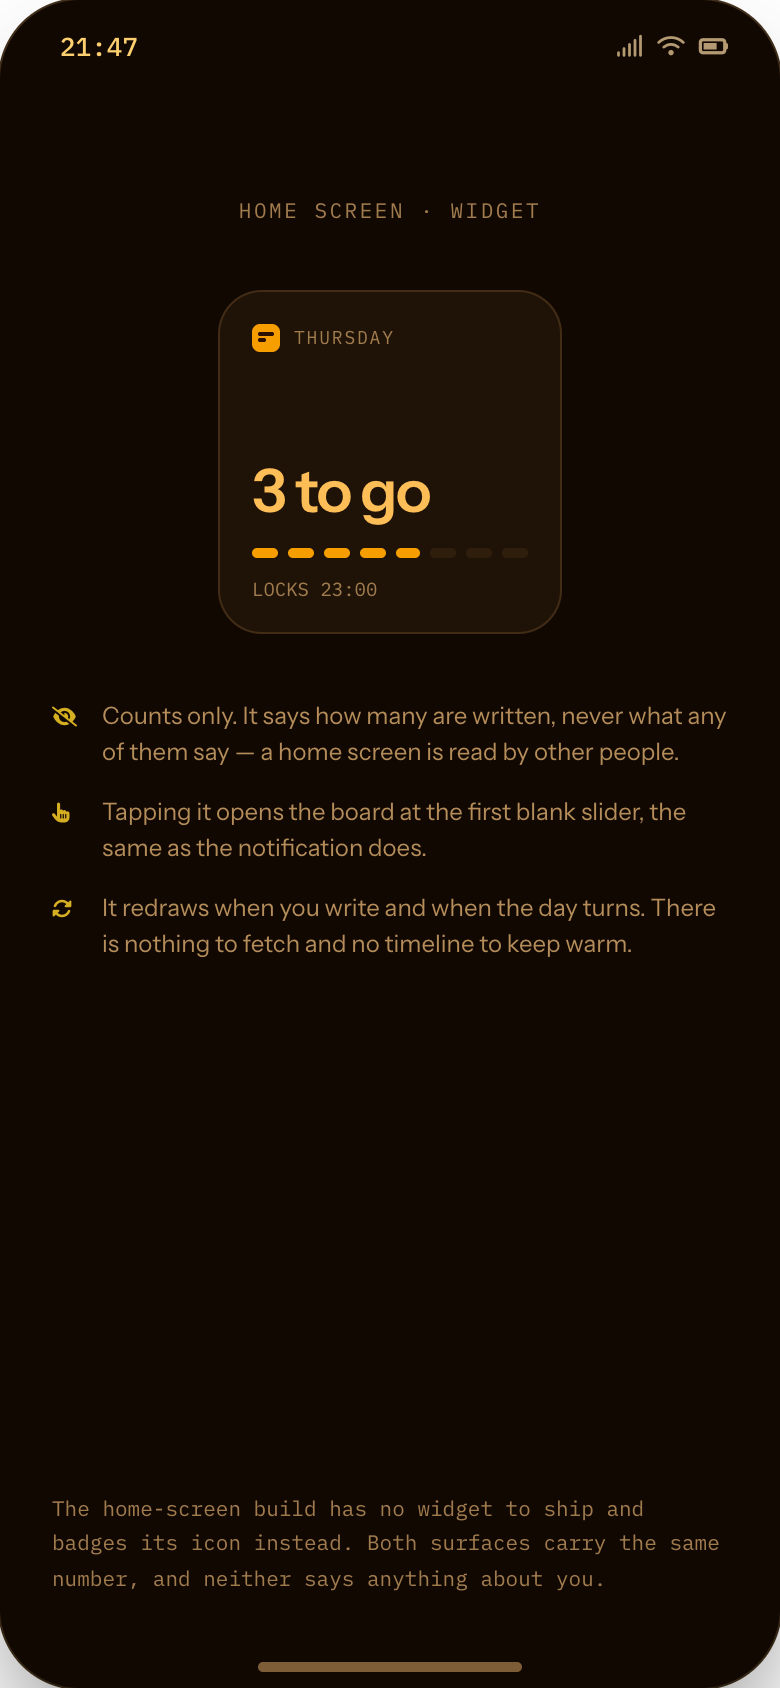 21:47
HOME SCREEN · WIDGET
THURSDAY
3 to go
LOCKS 23:00
Counts only. It says how many are written, never what any
of them say — a home screen is read by other people.
Tapping it opens the board at the first blank slider, the
same as the notification does.
It redraws when you write and when the day turns. There
is nothing to fetch and no timeline to keep warm.
The home-screen build has no widget to ship and
badges its icon instead. Both surfaces carry the same
number, and neither says anything about you.